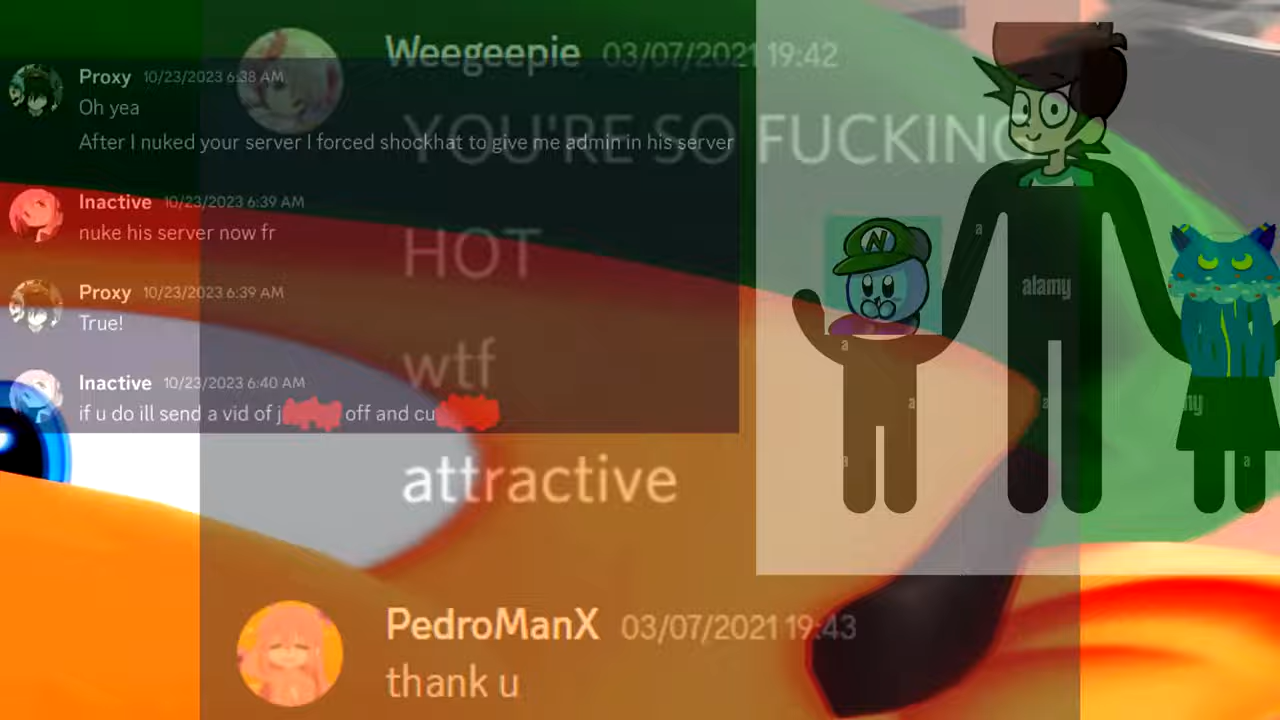 Weegeepie 03/07/2021 19:42
YOU'RE SO FUCKING
HOT
wtf
attractive
PedroManX 03/07/2021 19:43
thank u
Proxy 10/23/2023 6:38 AM
Oh yea
After I nuked your server I forced shockhat to give me admin in his server
Inactive 10/23/2023 6:39 AM
nuke his server now fr
Proxy 10/23/2023 6:39 AM
True!
Inactive 10/23/2023 6:40 AM
if u do ill send a vid of j off and cu
N
a
alamy
a
a
a
ny
a
a